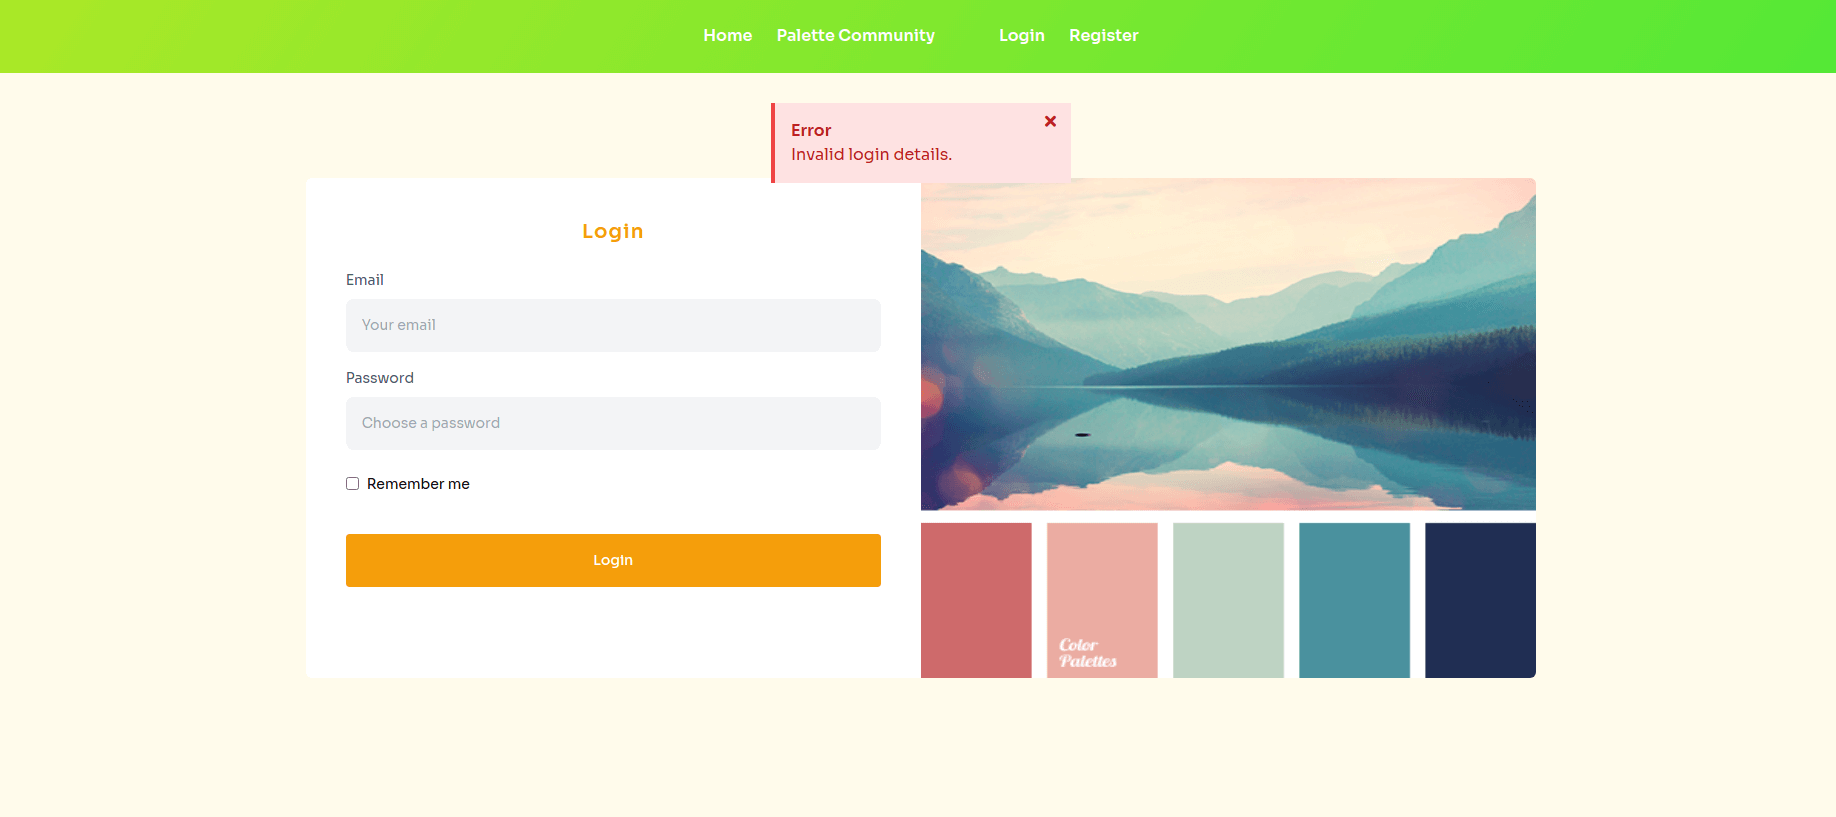 Home Palette Community Login Register
Error
Invalid login details.
Login
Email
Your email
Password
Choose a password
Remember me
Login
Color
Palettes